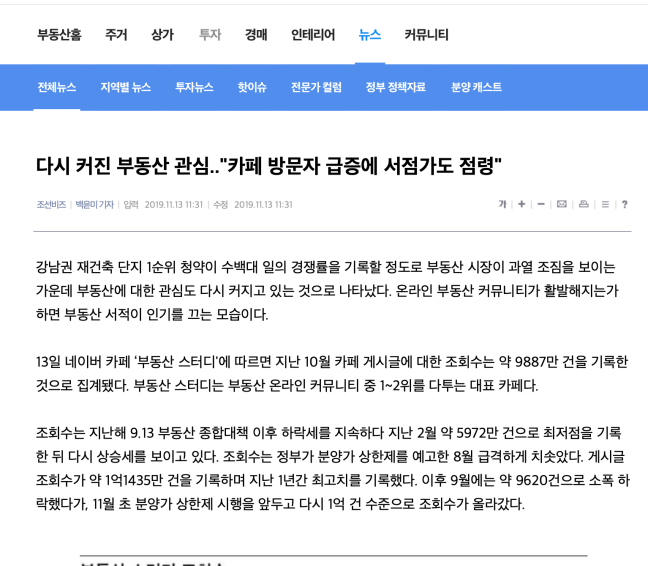 부동산홈 주거 상가 투자 경매 인테리어 뉴스 커뮤니티
전체뉴스 지역별 뉴스 투자뉴스 핫이슈 전문가 컬럼 정부 정책자료 분양 캐스트
다시 커진 부동산 관심.."카페 방문자 급증에 서점가도 점령"
조선비즈 | 백윤미 기자 | 입력 2019.11.13 11:31 | 수정 2019.11.13 11:31
가 | + | - | | | | ?
강남권 재건축 단지 1순위 청약이 수백대 일의 경쟁률을 기록할 정도로 부동산 시장이 과열 조짐을 보이는
가운데 부동산에 대한 관심도 다시 커지고 있는 것으로 나타났다. 온라인 부동산 커뮤니티가 활발해지는가
하면 부동산 서적이 인기를 끄는 모습이다.
13일 네이버 카페 '부동산 스터디'에 따르면 지난 10월 카페 게시글에 대한 조회수는 약 9887만 건을 기록한
것으로 집계됐다. 부동산 스터디는 부동산 온라인 커뮤니티 중 1~2위를 다투는 대표 카페다.
조회수는 지난해 9.13 부동산 종합대책 이후 하락세를 지속하다 지난 2월 약 5972만 건으로 최저점을 기록
한 뒤 다시 상승세를 보이고 있다. 조회수는 정부가 분양가 상한제를 예고한 8월 급격하게 치솟았다. 게시글
조회수가 약 1억1435만 건을 기록하며 지난 1년간 최고치를 기록했다. 이후 9월에는 약 9620건으로 소폭 하
락했다가, 11월 초 분양가 상한제 시행을 앞두고 다시 1억 건 수준으로 조회수가 올라갔다.